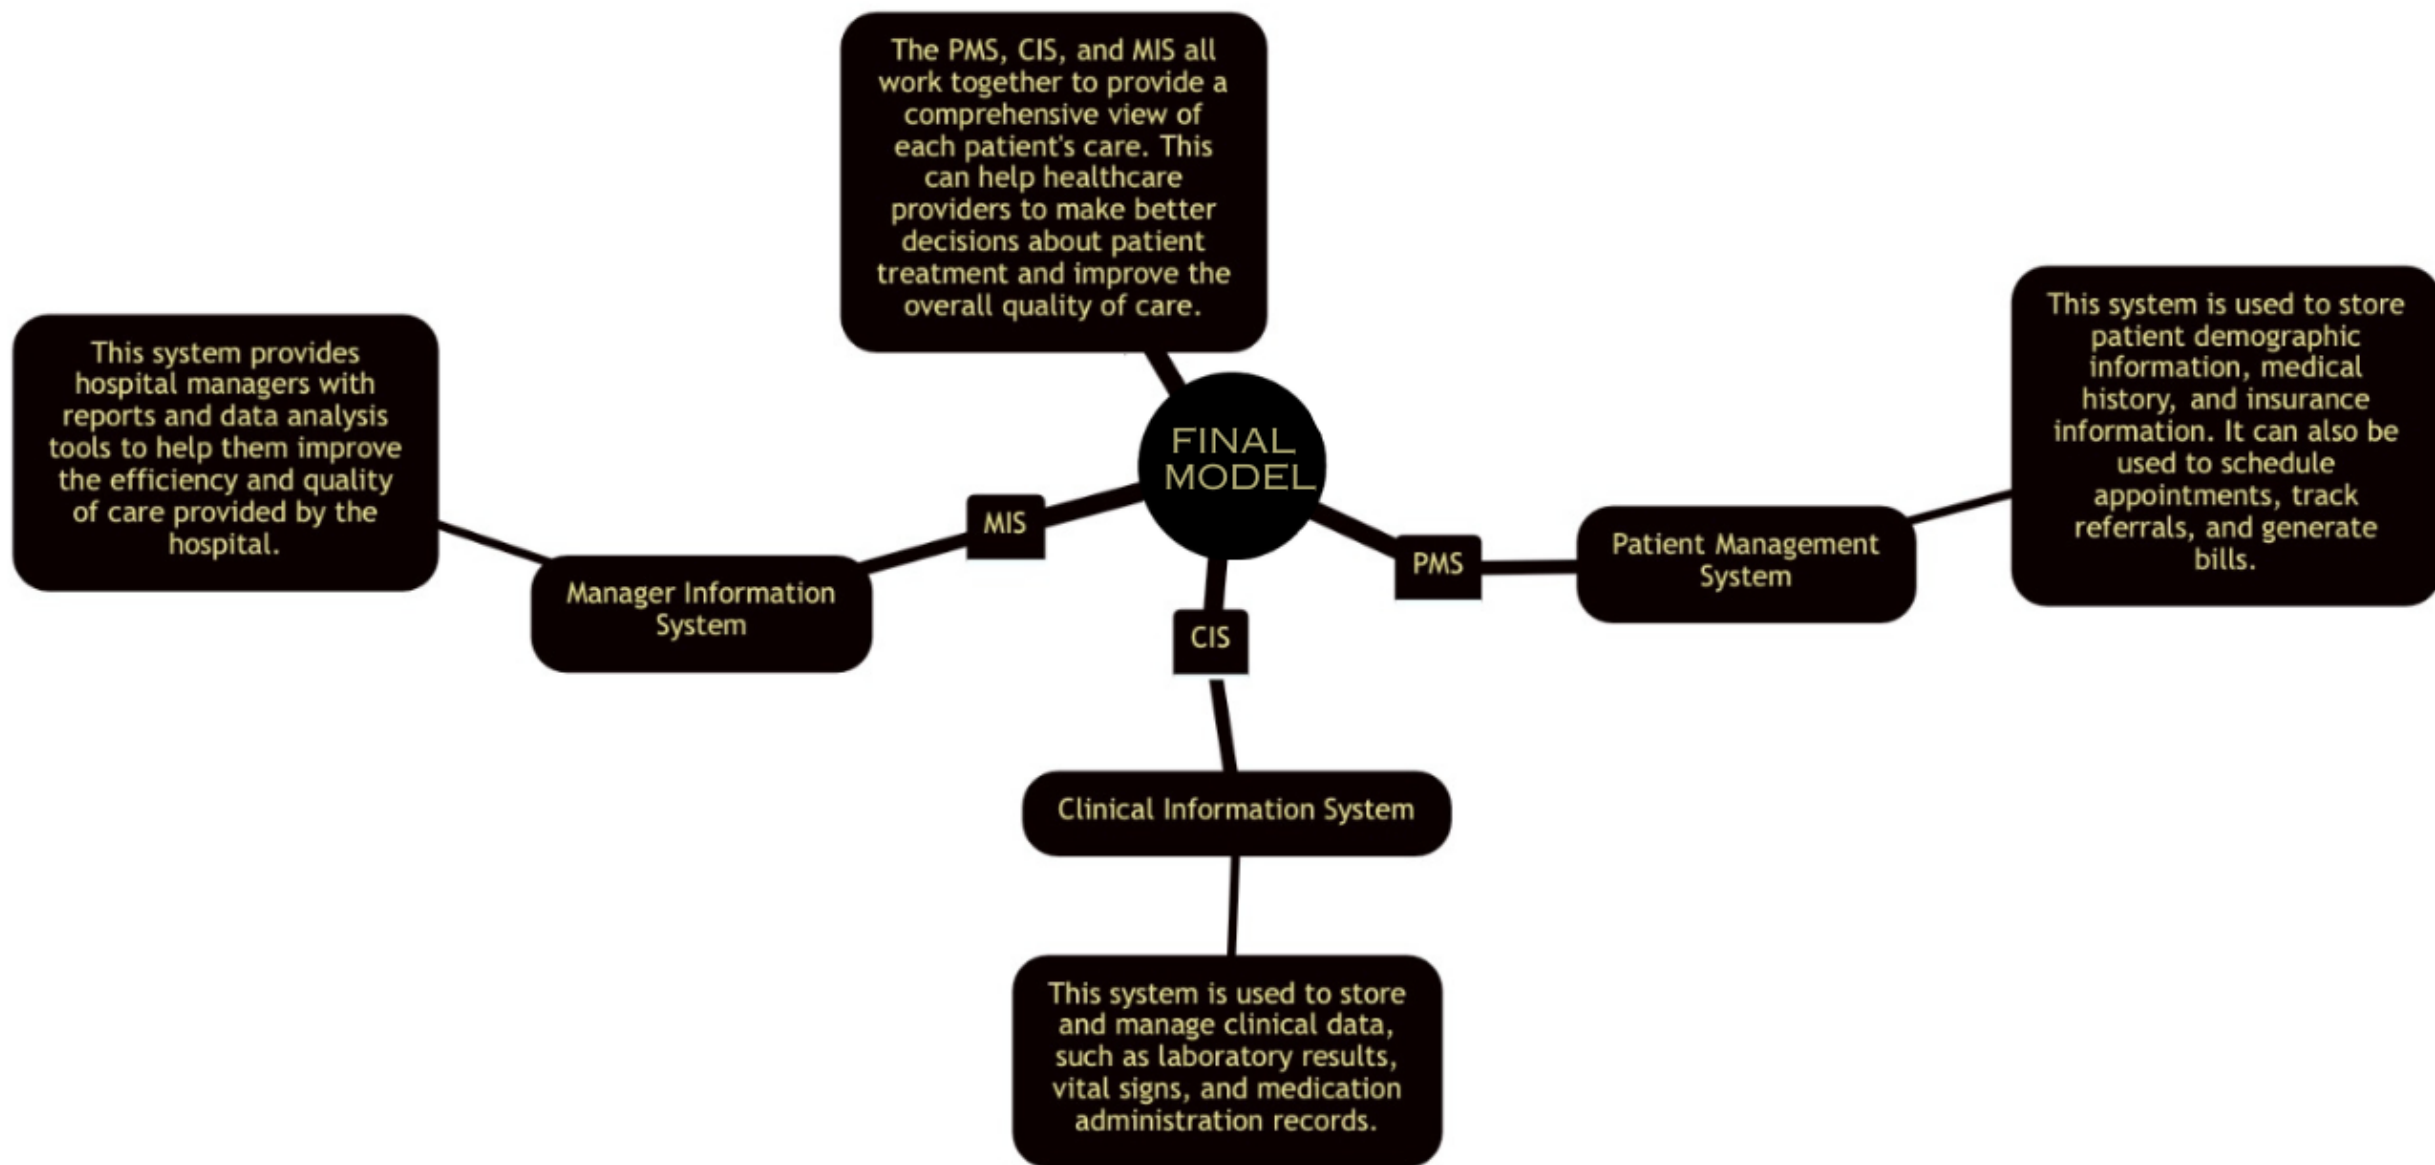 The PMS, CIS, and MIS all
work together to provide a
comprehensive view of
each patient's care. This
can help healthcare
providers to make better
decisions about patient
treatment and improve the
overall quality of care.
This system provides
hospital managers with
reports and data analysis
tools to help them improve
the efficiency and quality
of care provided by the
hospital.
Manager Information
System
MIS
FINAL
MODEL
CIS
PMS
Patient Management
System
This system is used to store
patient demographic
information, medical
history, and insurance
information. It can also be
used to schedule
appointments, track
referrals, and generate
bills.
Clinical Information System
This system is used to store
and manage clinical data,
such as laboratory results,
vital signs, and medication
administration records.